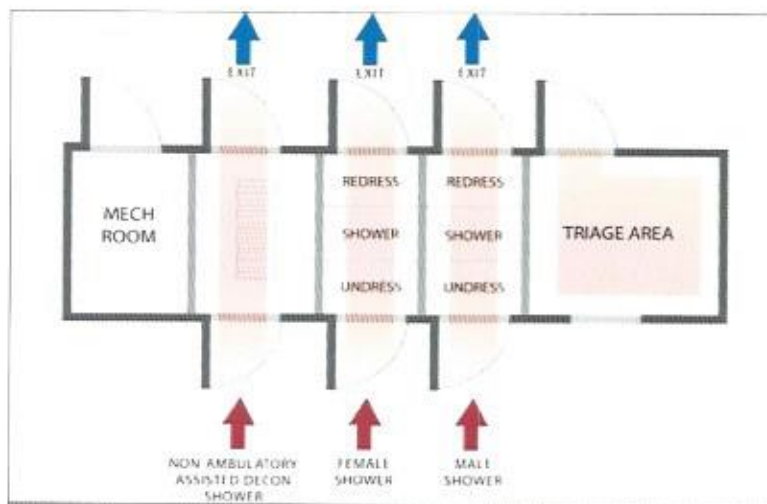 EXIT
EXIT
EXIT
MECH
ROOM
REDRESS
SHOWER
UNDRESS
REDRESS
SHOWER
UNDRESS
TRIAGE AREA
NON AMBULATORY
ASSISTED DECON
SHOWER
FEMALE
SHOWER
MALE
SHOWER